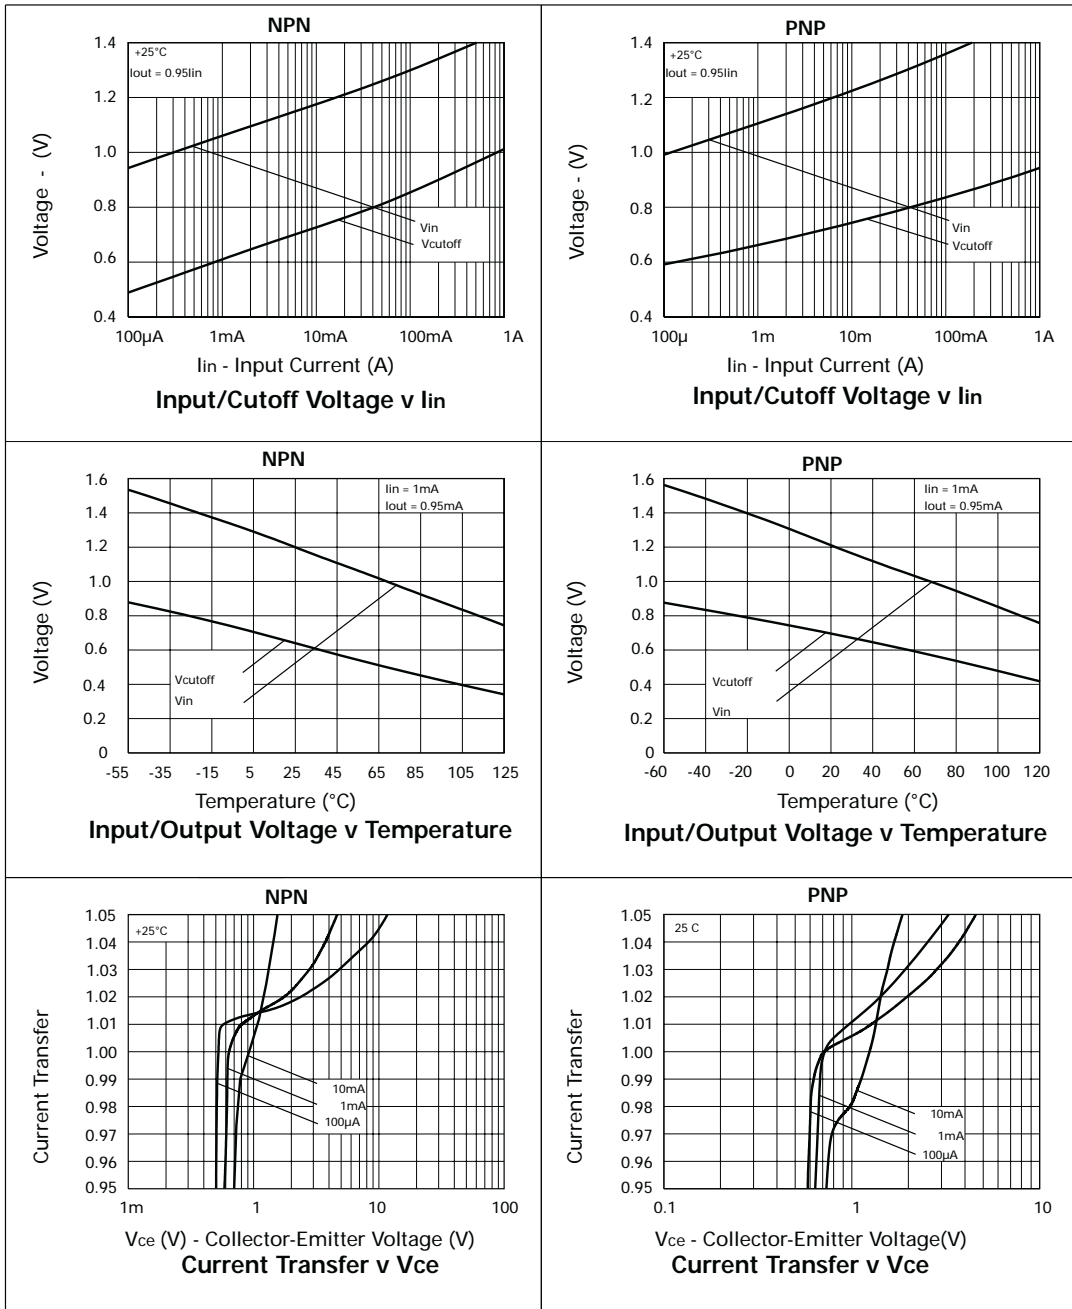 NPN
1.4
1.2
1.0
0.8
0.6
0.4
Voltage - (V)
+25°C
Iout = 0.95Iin
Vin
Vcutoff
100µA 1mA 10mA 100mA 1A
Iin - Input Current (A)
Input/Cutoff Voltage v Iin
PNP
1.4
1.2
1.0
0.8
0.6
0.4
Voltage - (V)
+25°C
Iout = 0.95Iin
Vin
Vcutoff
100µ 1m 10m 100mA 1A
Iin - Input Current (A)
Input/Cutoff Voltage v Iin
NPN
1.6
1.4
1.2
1.0
0.8
0.6
0.4
0.2
0
Voltage (V)
Iin = 1mA
Iout = 0.95mA
Vcutoff
Vin
-55 -35 -15 5 25 45 65 85 105 125
Temperature (°C)
Input/Output Voltage v Temperature
PNP
1.6
1.4
1.2
1.0
0.8
0.6
0.4
0.2
0
Voltage (V)
Iin = 1mA
Iout = 0.95mA
Vcutoff
Vin
-60 -40 -20 0 20 40 60 80 100 120
Temperature (°C)
Input/Output Voltage v Temperature
NPN
1.05
1.04
1.03
1.02
1.01
1.00
0.99
0.98
0.97
0.96
0.95
Current Transfer
+25°C
10mA
1mA
100µA
1m 1 10 100
Vce (V) - Collector-Emitter Voltage (V)
Current Transfer v Vce
PNP
1.05
1.04
1.03
1.02
1.01
1.00
0.99
0.98
0.97
0.96
0.95
Current Transfer
25 C
10mA
1mA
100µA
0.1 1 10
Vce - Collector-Emitter Voltage(V)
Current Transfer v Vce